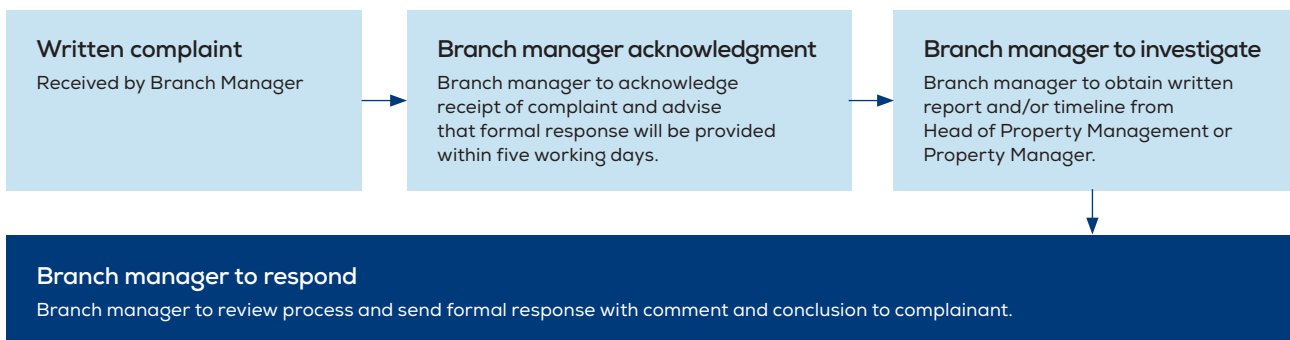 Written complaint
Received by Branch Manager
Branch manager acknowledgment
Branch manager to acknowledge
receipt of complaint and advise
that formal response will be provided
within five working days.
Branch manager to investigate
Branch manager to obtain written
report and/or timeline from
Head of Property Management or
Property Manager.
Branch manager to respond
Branch manager to review process and send formal response with comment and conclusion to complainant.